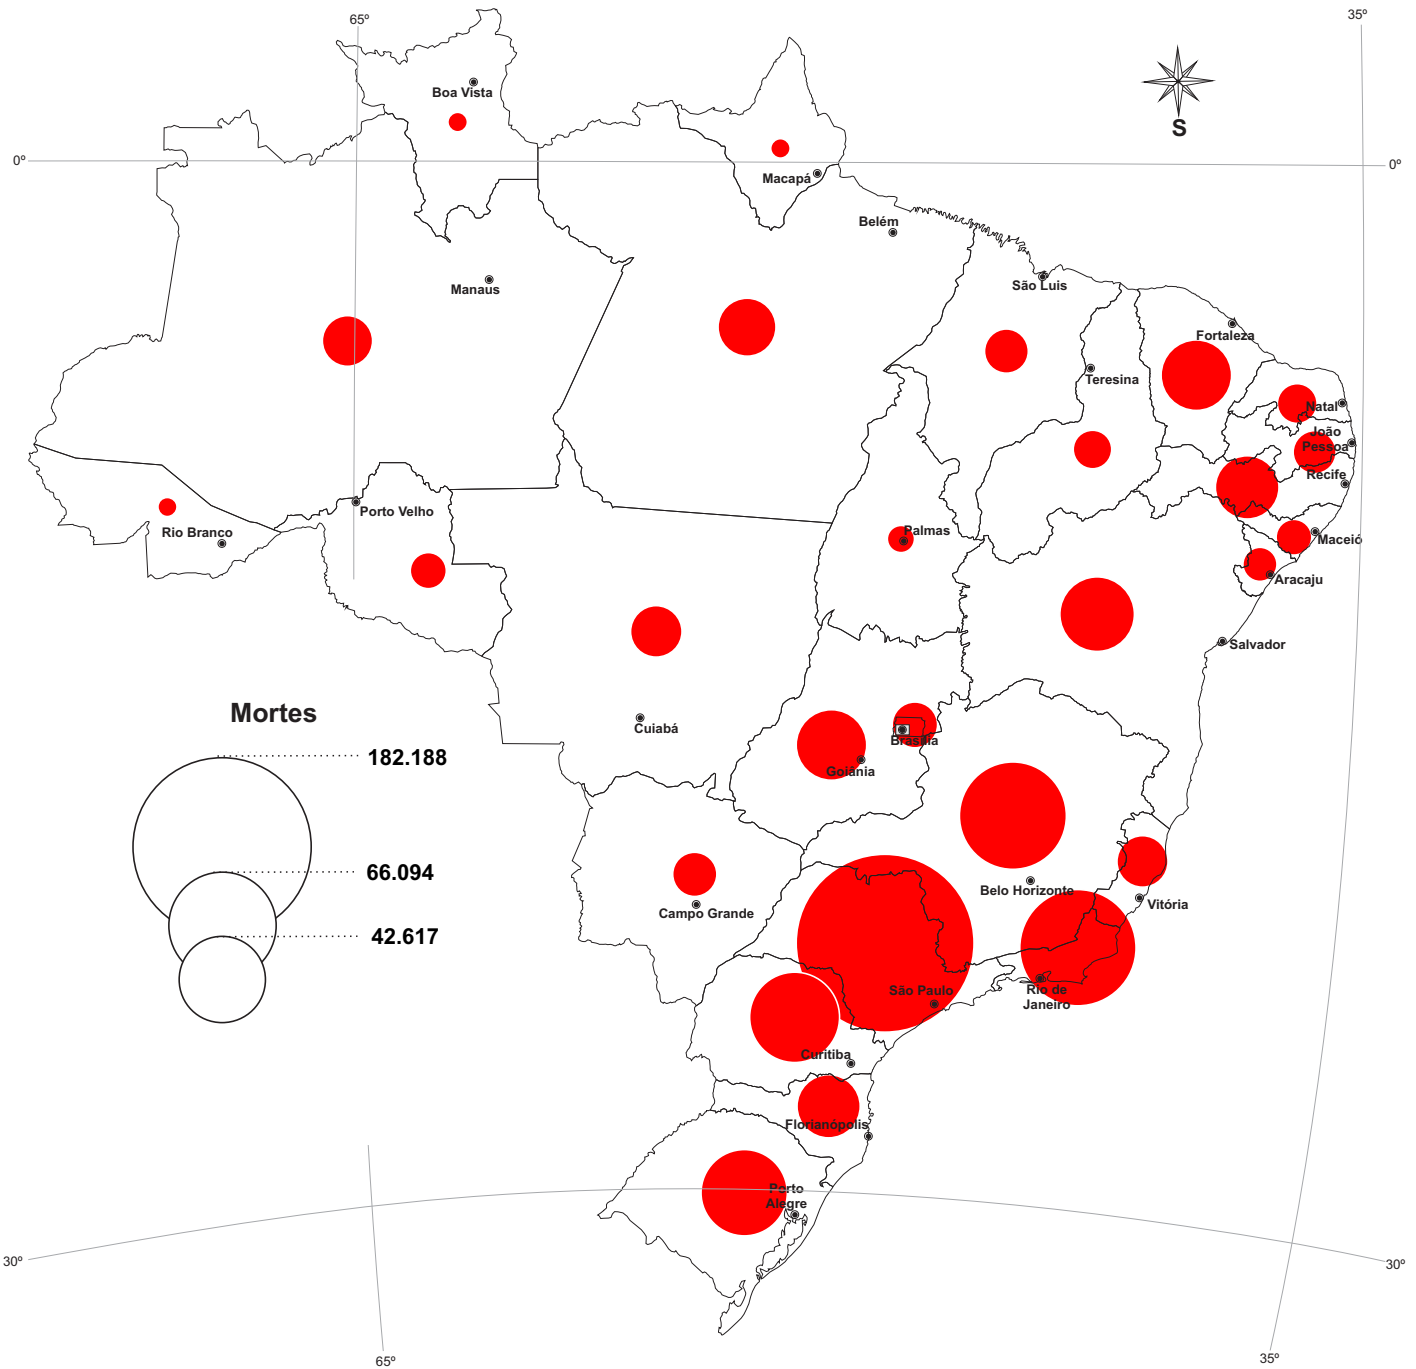 65º
35º
Boa Vista
S
0º
0º
Macapá
Belém
São Luis
Manaus
Fortaleza
Teresina
Natal
João
Pessoa
Recife
Porto Velho
Rio Branco
Palmas
Maceió
Aracaju
Salvador
Mortes
Cuiabá
Brasília
182.188
Goiânia
66.094
Belo Horizonte
Campo Grande
Vitória
42.617
São Paulo
Rio de
Janeiro
Curitiba
Florianópolis
Porto
Alegre
30º
30º
65º
35º